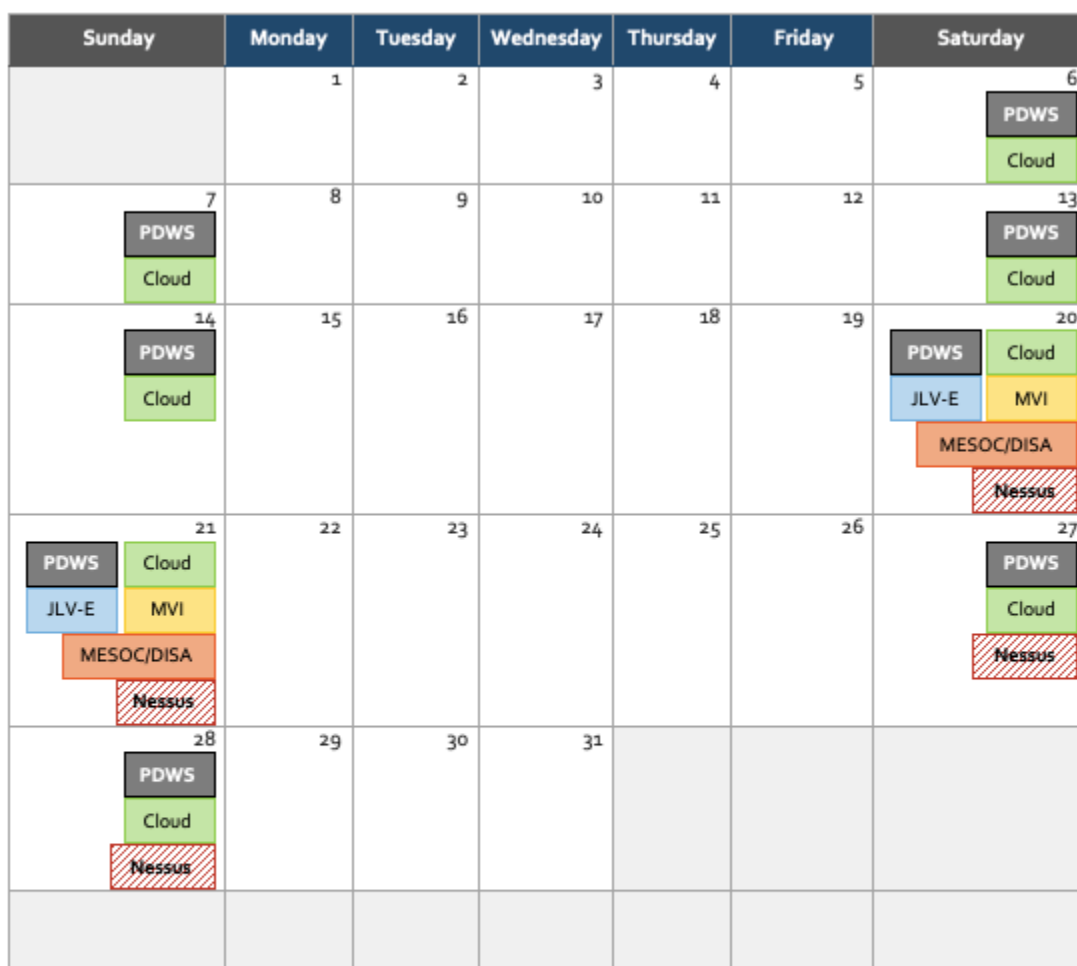 Sunday Monday Tuesday Wednesday Thursday Friday Saturday
1 2 3 4 5 6
PDWS
Cloud
7 8 9 10 11 12 13
PDWS PDWS
Cloud Cloud
14 15 16 17 18 19 20
PDWS PDWS Cloud
Cloud JLV-E MVI
MESOC/DISA
Nessus
21 22 23 24 25 26 27
PDWS Cloud PDWS
JLV-E MVI Cloud
MESOC/DISA Nessus
Nessus
28 29 30 31
PDWS
Cloud
Nessus